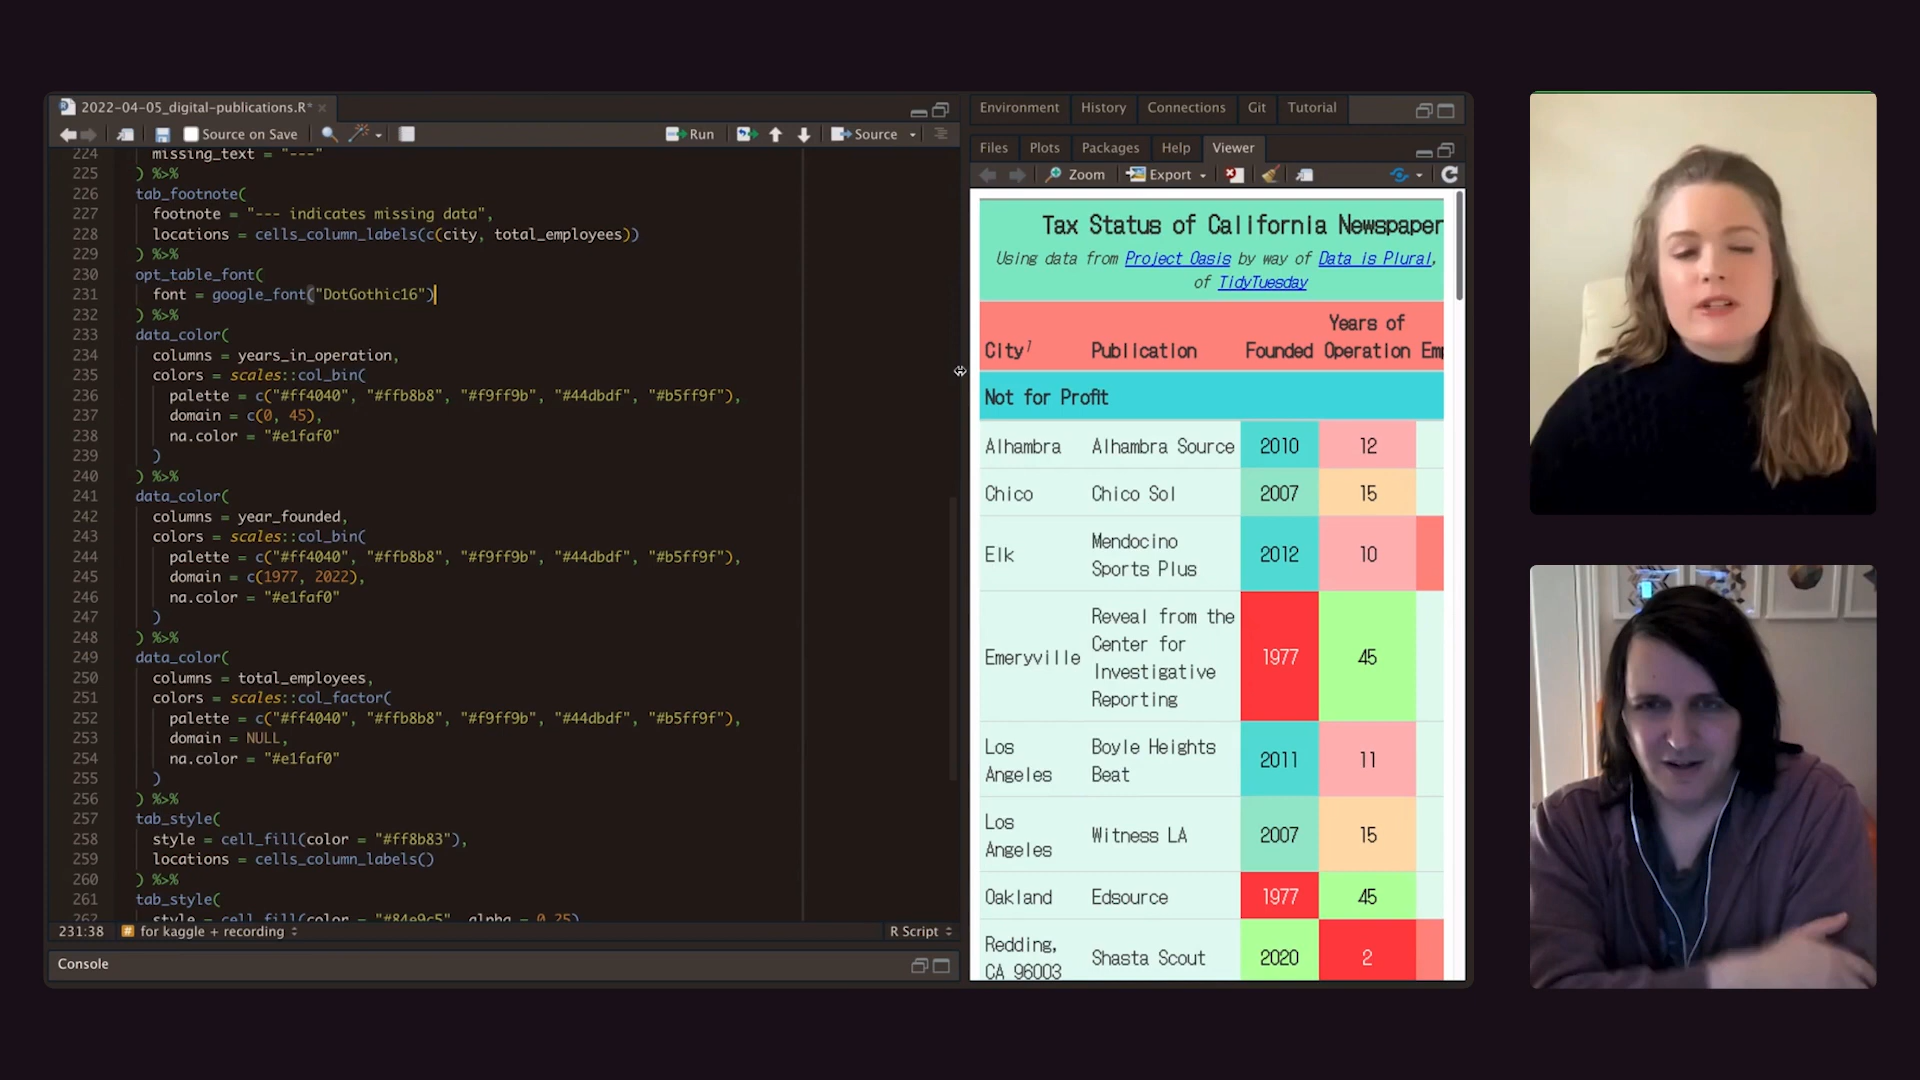 2022-04-05_digital-publications.R*
Source on Save
Run
Source
224 missing_text = "---"
225 ) %>%
226 tab_footnote(
227 footnote = "--- indicates missing data",
228 locations = cells_column_labels(c(city, total_employees))
229 ) %>%
230 opt_table_font(
231 font = google_font("DotGothic16")
232 ) %>%
233 data_color(
234 columns = years_in_operation,
235 colors = scales::col_bin(
236 palette = c("#ff4040", "#ffb8b8", "#f9ff9b", "#44dbdf", "#b5ff9f"),
237 domain = c(0, 45),
238 na.color = "#e1faf0"
239 )
240 ) %>%
241 data_color(
242 columns = year_founded,
243 colors = scales::col_bin(
244 palette = c("#ff4040", "#ffb8b8", "#f9ff9b", "#44dbdf", "#b5ff9f"),
245 domain = c(1977, 2022),
246 na.color = "#e1faf0"
247 )
248 ) %>%
249 data_color(
250 columns = total_employees,
251 colors = scales::col_factor(
252 palette = c("#ff4040", "#ffb8b8", "#f9ff9b", "#44dbdf", "#b5ff9f"),
253 domain = NULL,
254 na.color = "#e1faf0"
255 )
256 ) %>%
257 tab_style(
258 style = cell_fill(color = "#ff8b83"),
259 locations = cells_column_labels()
260 ) %>%
261 tab_style(
262 style = cell_fill(color = "#84e9c5", alpha = 0.25)
231:38 # for kaggle + recording R Script
Console
Environment History Connections Git Tutorial
Files Plots Packages Help Viewer
Zoom Export
Tax Status of California Newspaper
Using data from Project Oasis by way of Data is Plural,
of TidyTuesday
Years of
City1 Publication Founded Operation Em
Not for Profit
Alhambra Alhambra Source 2010 12
Chico Chico Sol 2007 15
Elk Mendocino Sports Plus 2012 10
Emeryville Reveal from the Center for Investigative Reporting 1977 45
Los Angeles Boyle Heights Beat 2011 11
Los Angeles Witness LA 2007 15
Oakland Edsource 1977 45
Redding, CA 96003 Shasta Scout 2020 2